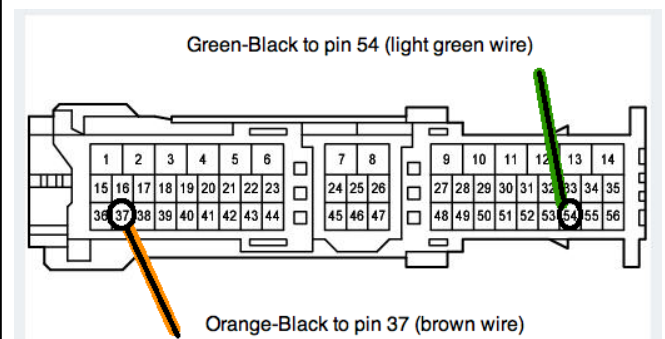 Green-Black to pin 54 (light green wire)
1 2 3 4 5 6 7 8 9 10 11 12 13 14
15 16 17 18 19 20 21 22 23 24 25 26 27 28 29 30 31 32 33 34 35
36 37 38 39 40 41 42 43 44 45 46 47 48 49 50 51 52 53 54 55 56
Orange-Black to pin 37 (brown wire)